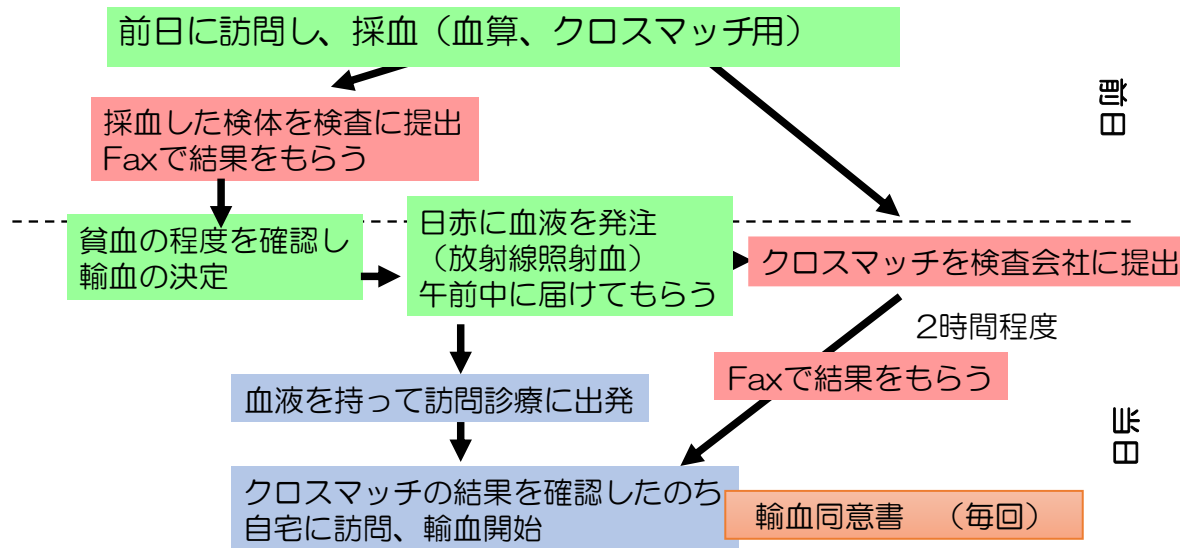 前日に訪問し、採血（血算、クロスマッチ用）
前日
採血した検体を検査に提出
Faxで結果をもらう
貧血の程度を確認し
輸血の決定
日赤に血液を発注
（放射線照射血）
午前中に届けてもらう
クロスマッチを検査会社に提出
2時間程度
Faxで結果をもらう
血液を持って訪問診療に出発
当日
クロスマッチの結果を確認したのち
自宅に訪問、輸血開始
輸血同意書　（毎回）